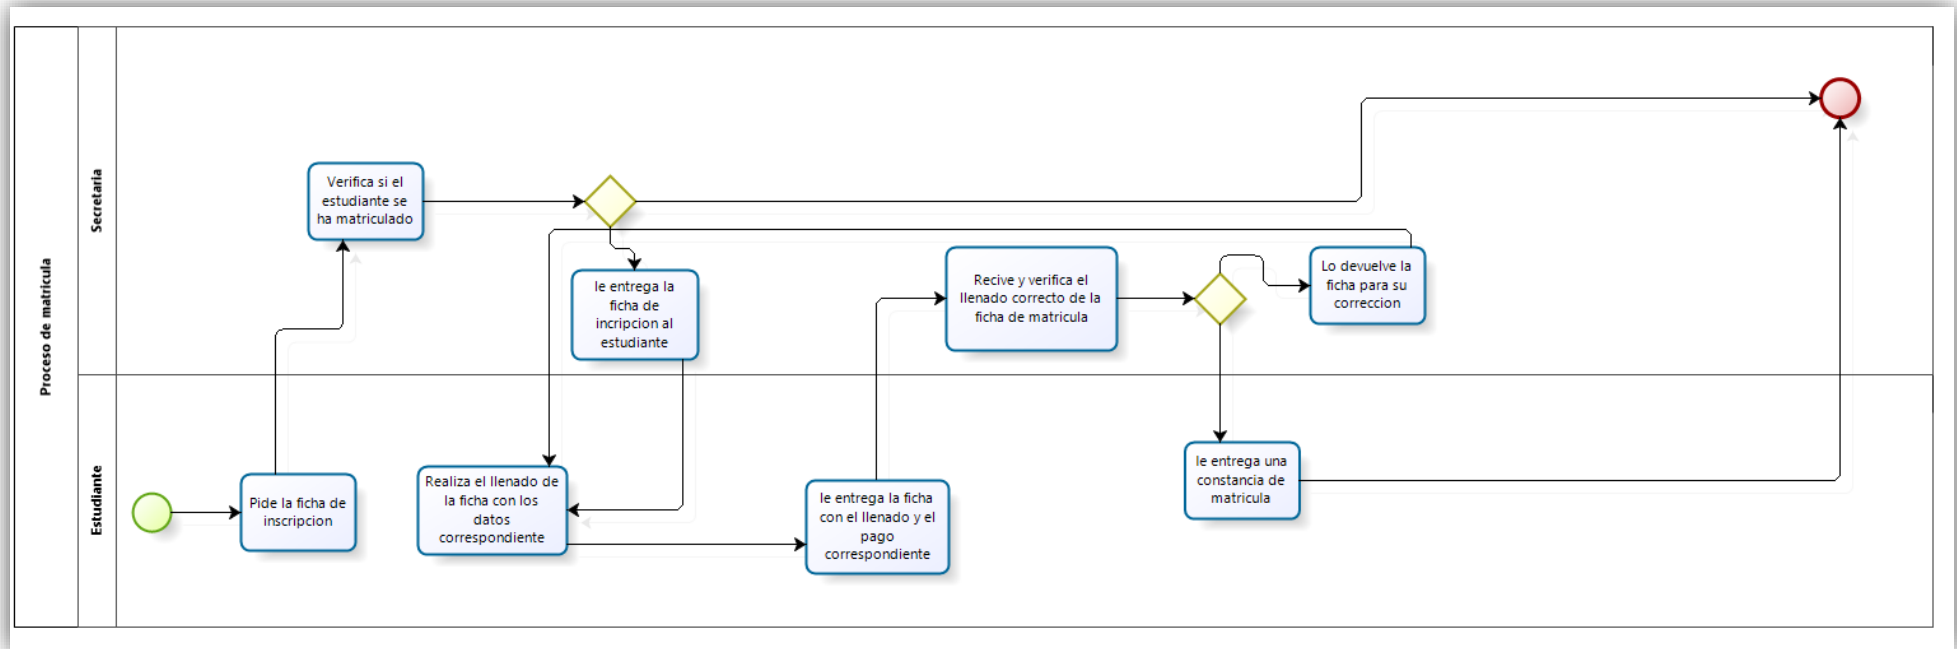 Proceso de matricula
Secretaria
Verifica si el
estudiante se
ha matriculado
le entrega la
ficha de
incripcion al
estudiante
Recive y verifica el
llenado correcto de la
ficha de matricula
Lo devuelve la
ficha para su
correccion
Estudiante
Pide la ficha de
inscripcion
Realiza el llenado de
la ficha con los
datos
correspondiente
le entrega la ficha
con el llenado y el
pago
correspondiente
le entrega una
constancia de
matricula